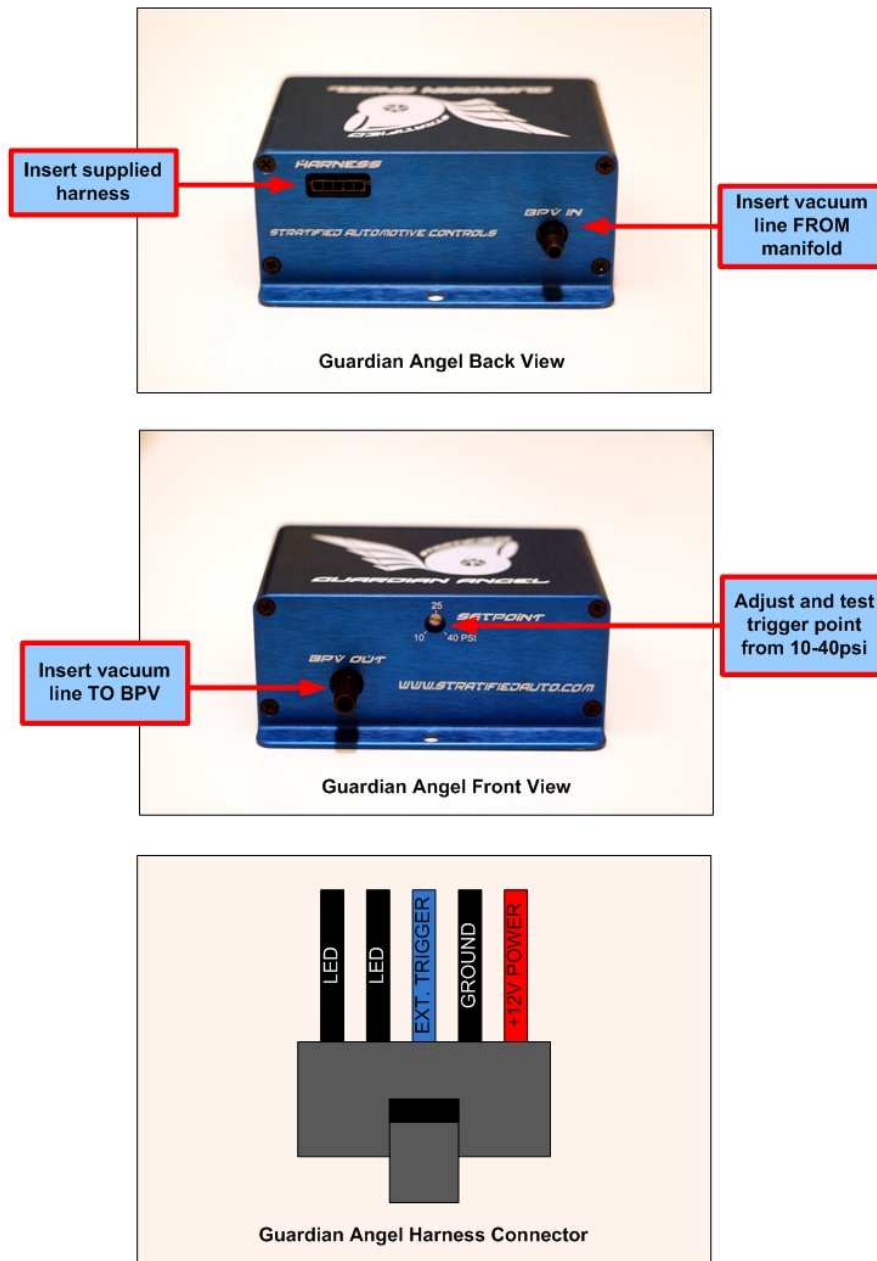 GUARDIAN ANGEL
STRATIFIED
Insert supplied
harness
HARNESS
BPV IN
STRATIFIED AUTOMOTIVE CONTROLS
Insert vacuum
line FROM
manifold
Guardian Angel Back View
GUARDIAN ANGEL
25
SETPOINT
10 40 PSI
Adjust and test
trigger point
from 10-40psi
BPV OUT
WWW.STRATIFIEDAUTO.COM
Insert vacuum
line TO BPV
Guardian Angel Front View
LED
LED
EXT. TRIGGER
GROUND
+12V POWER
Guardian Angel Harness Connector